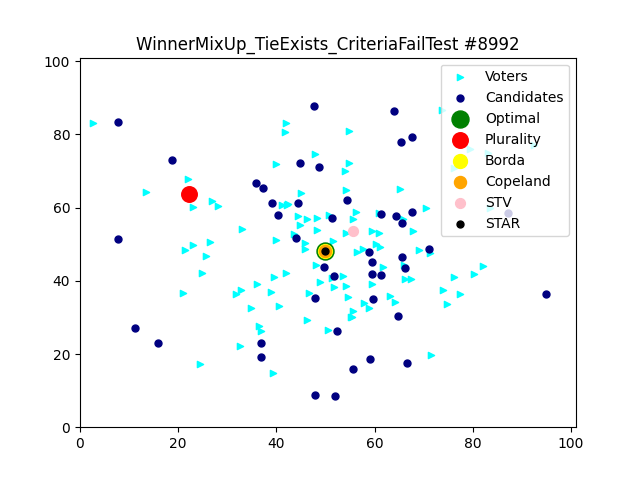 WinnerMixUp_TieExists_CriteriaFailTest #8992
100
80
60
40
20
0
0 20 40 60 80 100
Voters
Candidates
Optimal
Plurality
Borda
Copeland
STV
STAR